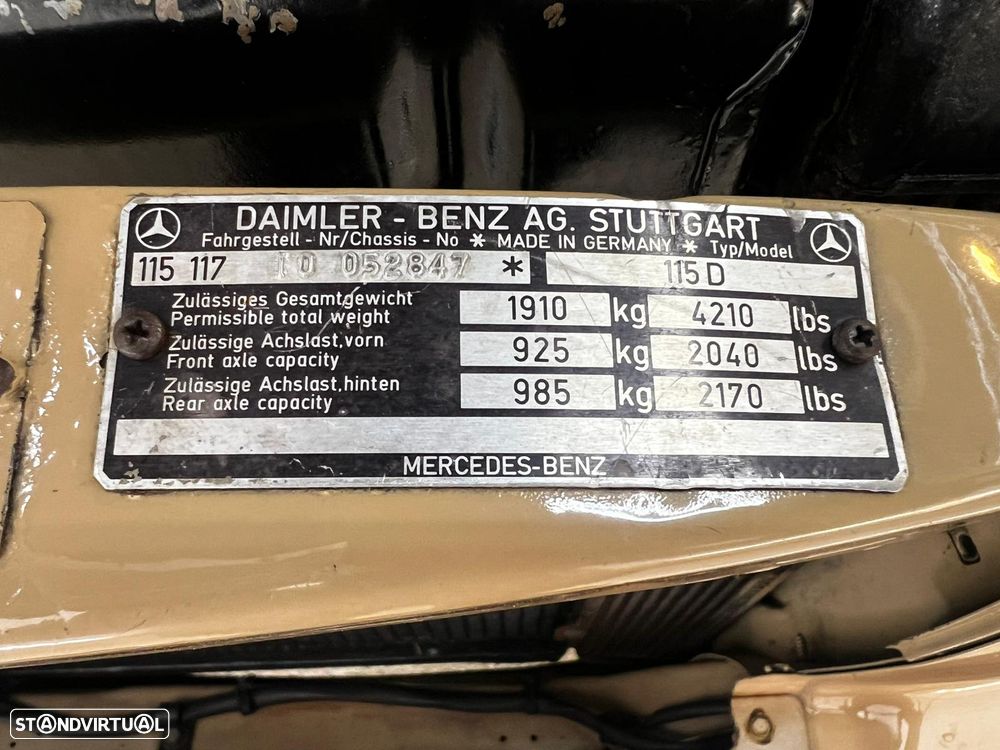 DAIMLER - BENZ AG. STUTTGART
Fahrgestell - Nr/Chassis - No * MADE IN GERMANY * Typ/Model
115 117 10 052847 * 115 D
Zulässiges Gesamtgewicht
Permissible total weight 1910 kg 4210 lbs
Zulässige Achslast,vorn
Front axle capacity 925 kg 2040 lbs
Zulässige Achslast,hinten
Rear axle capacity 985 kg 2170 lbs
MERCEDES-BENZ
STANDVIRTUAL